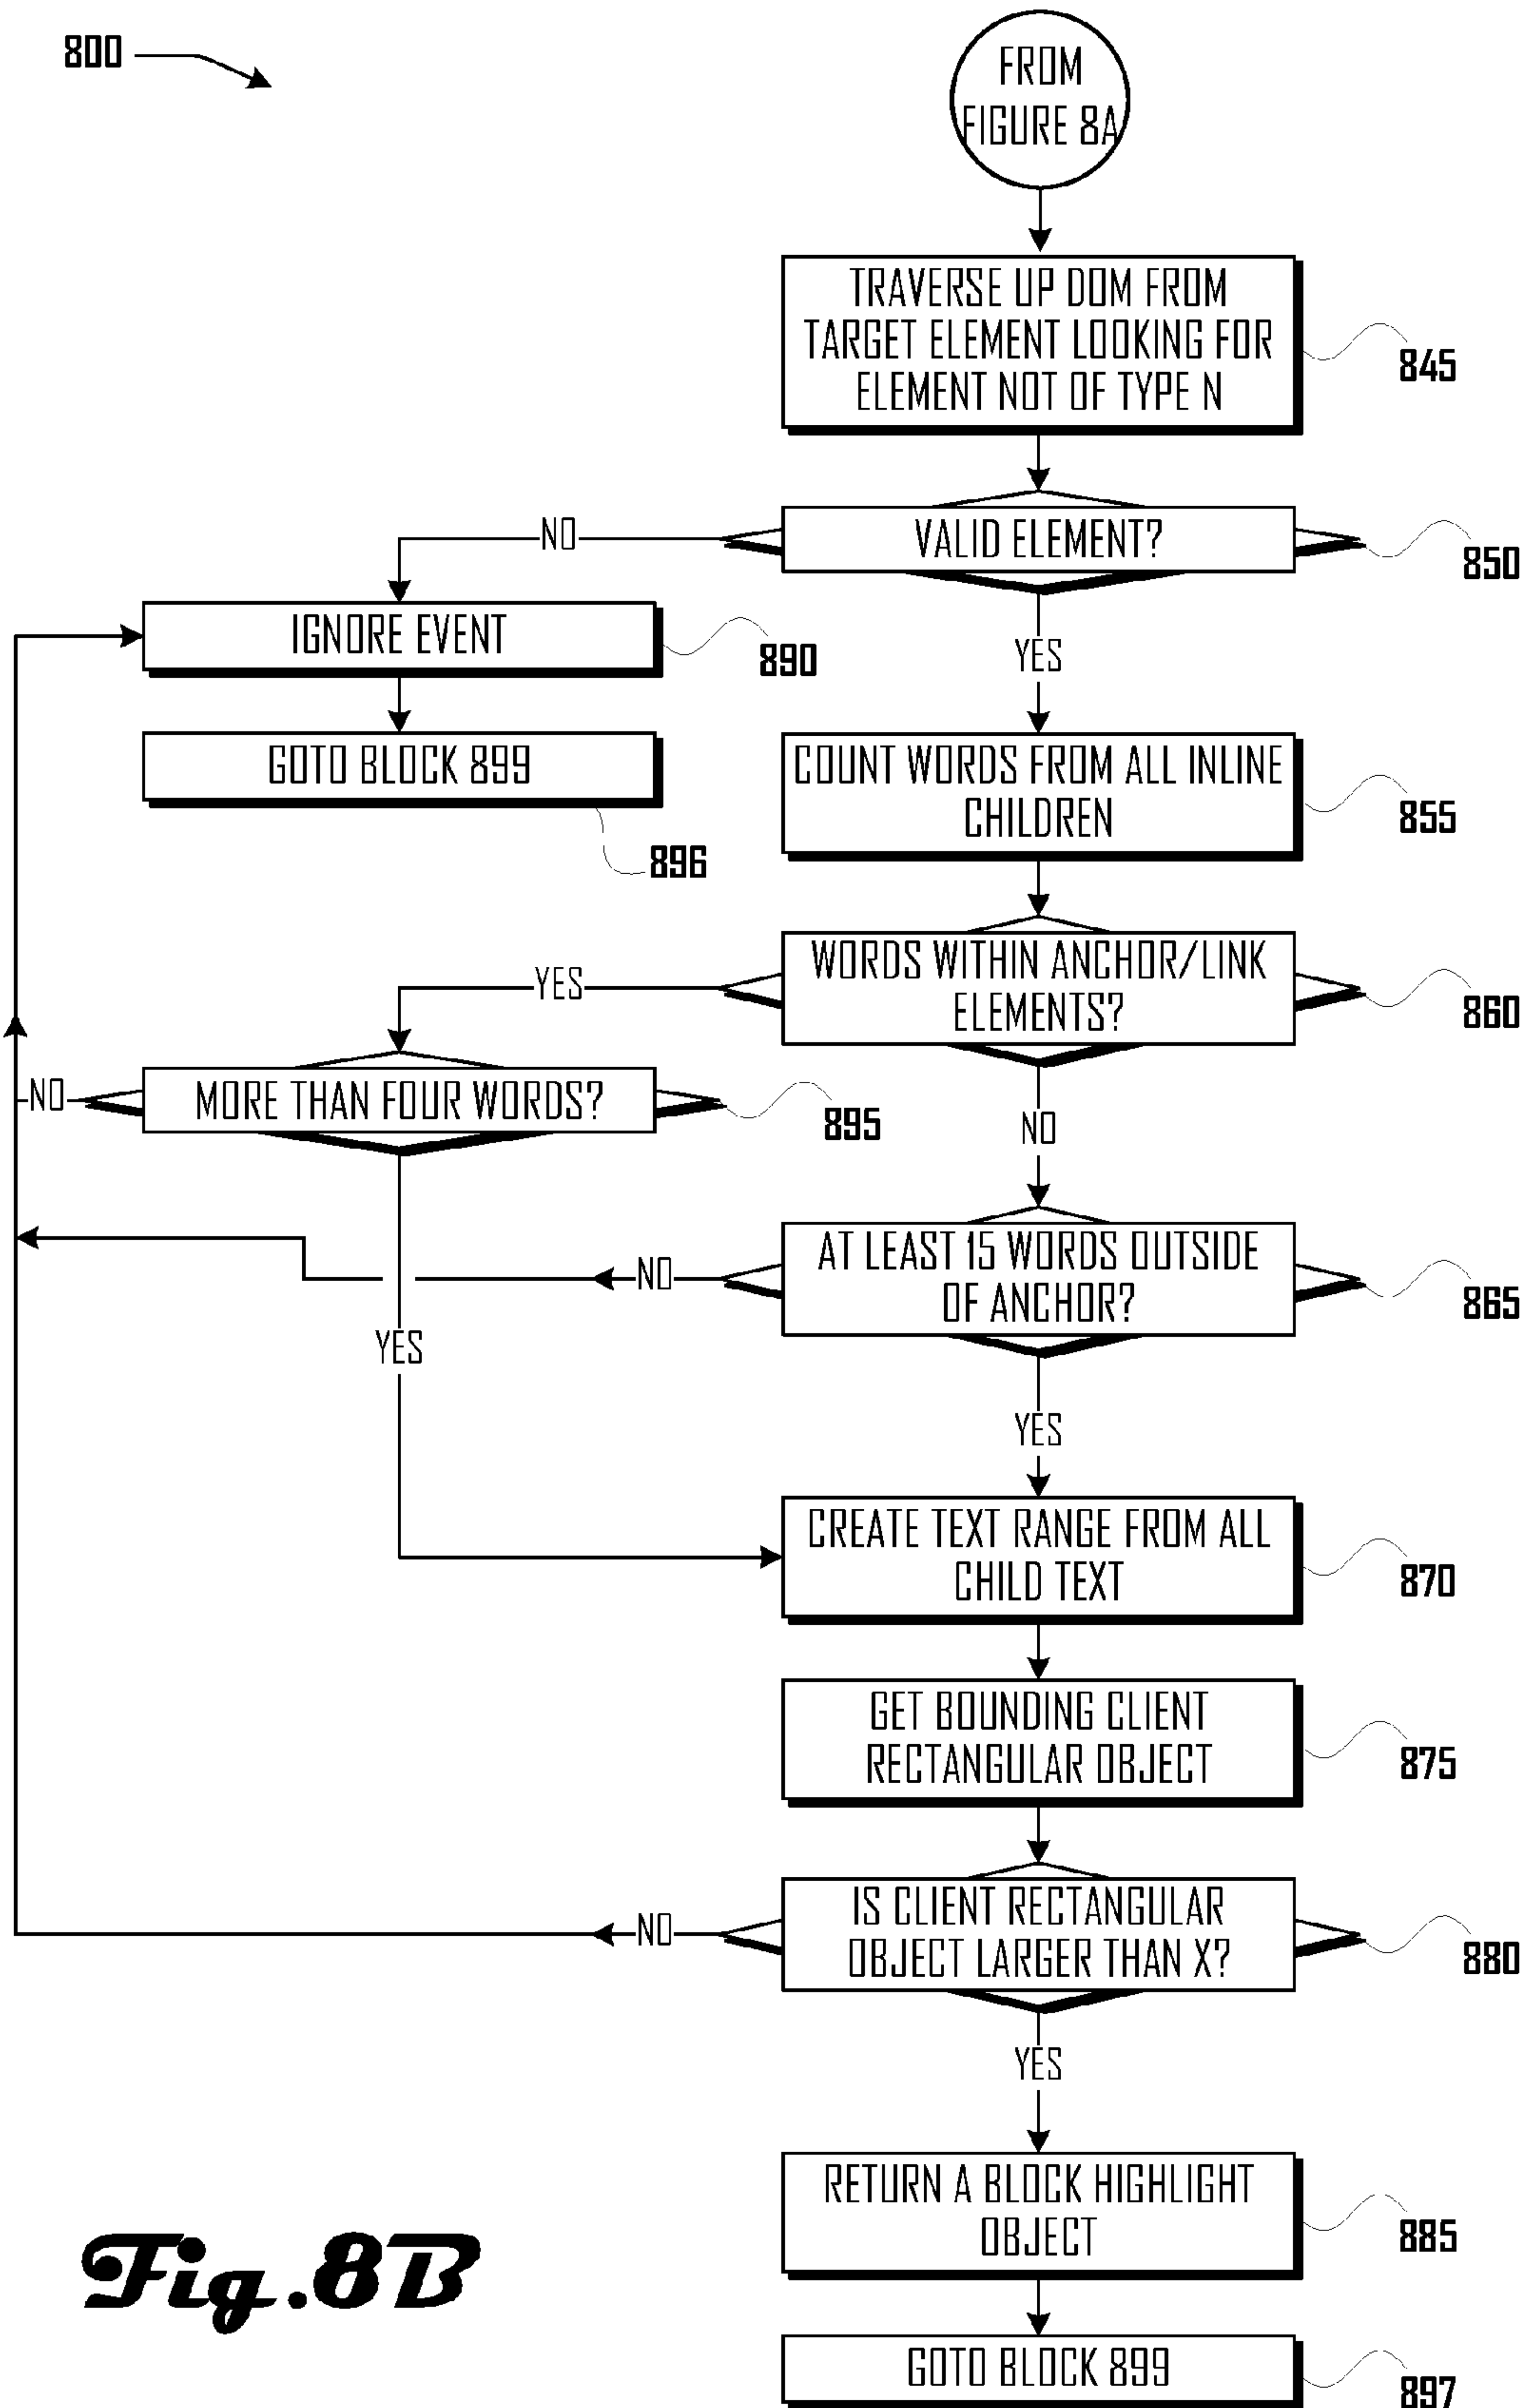 800
FROM
FIGURE 8A
TRAVERSE UP DOM FROM
TARGET ELEMENT LOOKING FOR
ELEMENT NOT OF TYPE N
845
NO
VALID ELEMENT?
850
IGNORE EVENT
890
YES
GOTO BLOCK 899
896
COUNT WORDS FROM ALL INLINE
CHILDREN
855
YES
WORDS WITHIN ANCHOR/LINK
ELEMENTS?
860
NO
MORE THAN FOUR WORDS?
895
NO
NO
AT LEAST 15 WORDS OUTSIDE
OF ANCHOR?
865
YES
YES
CREATE TEXT RANGE FROM ALL
CHILD TEXT
870
GET BOUNDING CLIENT
RECTANGULAR OBJECT
875
NO
IS CLIENT RECTANGULAR
OBJECT LARGER THAN X?
880
YES
RETURN A BLOCK HIGHLIGHT
OBJECT
885
Fig.8B
GOTO BLOCK 899
897